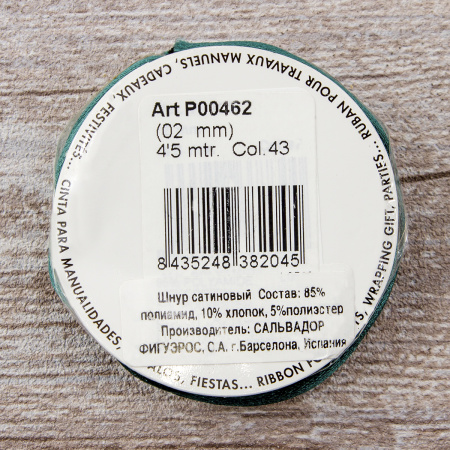 RUBAN POUR TRAVAUX MANUELS, CADEAUX, FESTIVITÉS...
CINTA PARA MANUALIDADES,
FIESTAS...
RIBBON
WRAPPING GIFT, PARTIES...
Art P00462
(02 mm)
4'5 mtr. Col.43
8 435248 382045
Шнур сатиновый Состав: 85%
полиамид, 10% хлопок, 5%полиэстер
Производитель: САЛЬВАДОР
ФИГУЭРОС, С.А. г.Барселона, Испания